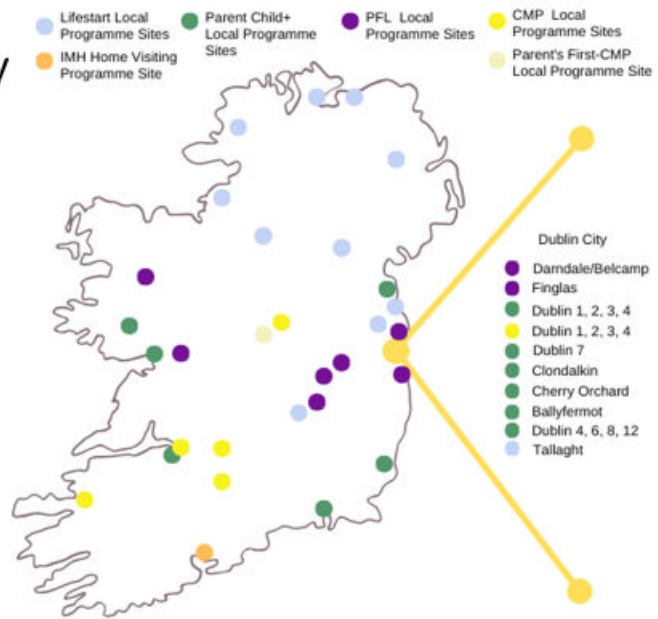 Lifestart Local
Programme Sites
Parent Child+
Local Programme
Sites
PFL Local
Programme Sites
CMP Local
Programme Sites
IMH Home Visiting
Programme Site
Parent's First-CMP
Local Programme Site
Dublin City
Darndale/Belcamp
Finglas
Dublin 1, 2, 3, 4
Dublin 1, 2, 3, 4
Dublin 7
Clondalkin
Cherry Orchard
Ballyfermot
Dublin 4, 6, 8, 12
Tallaght